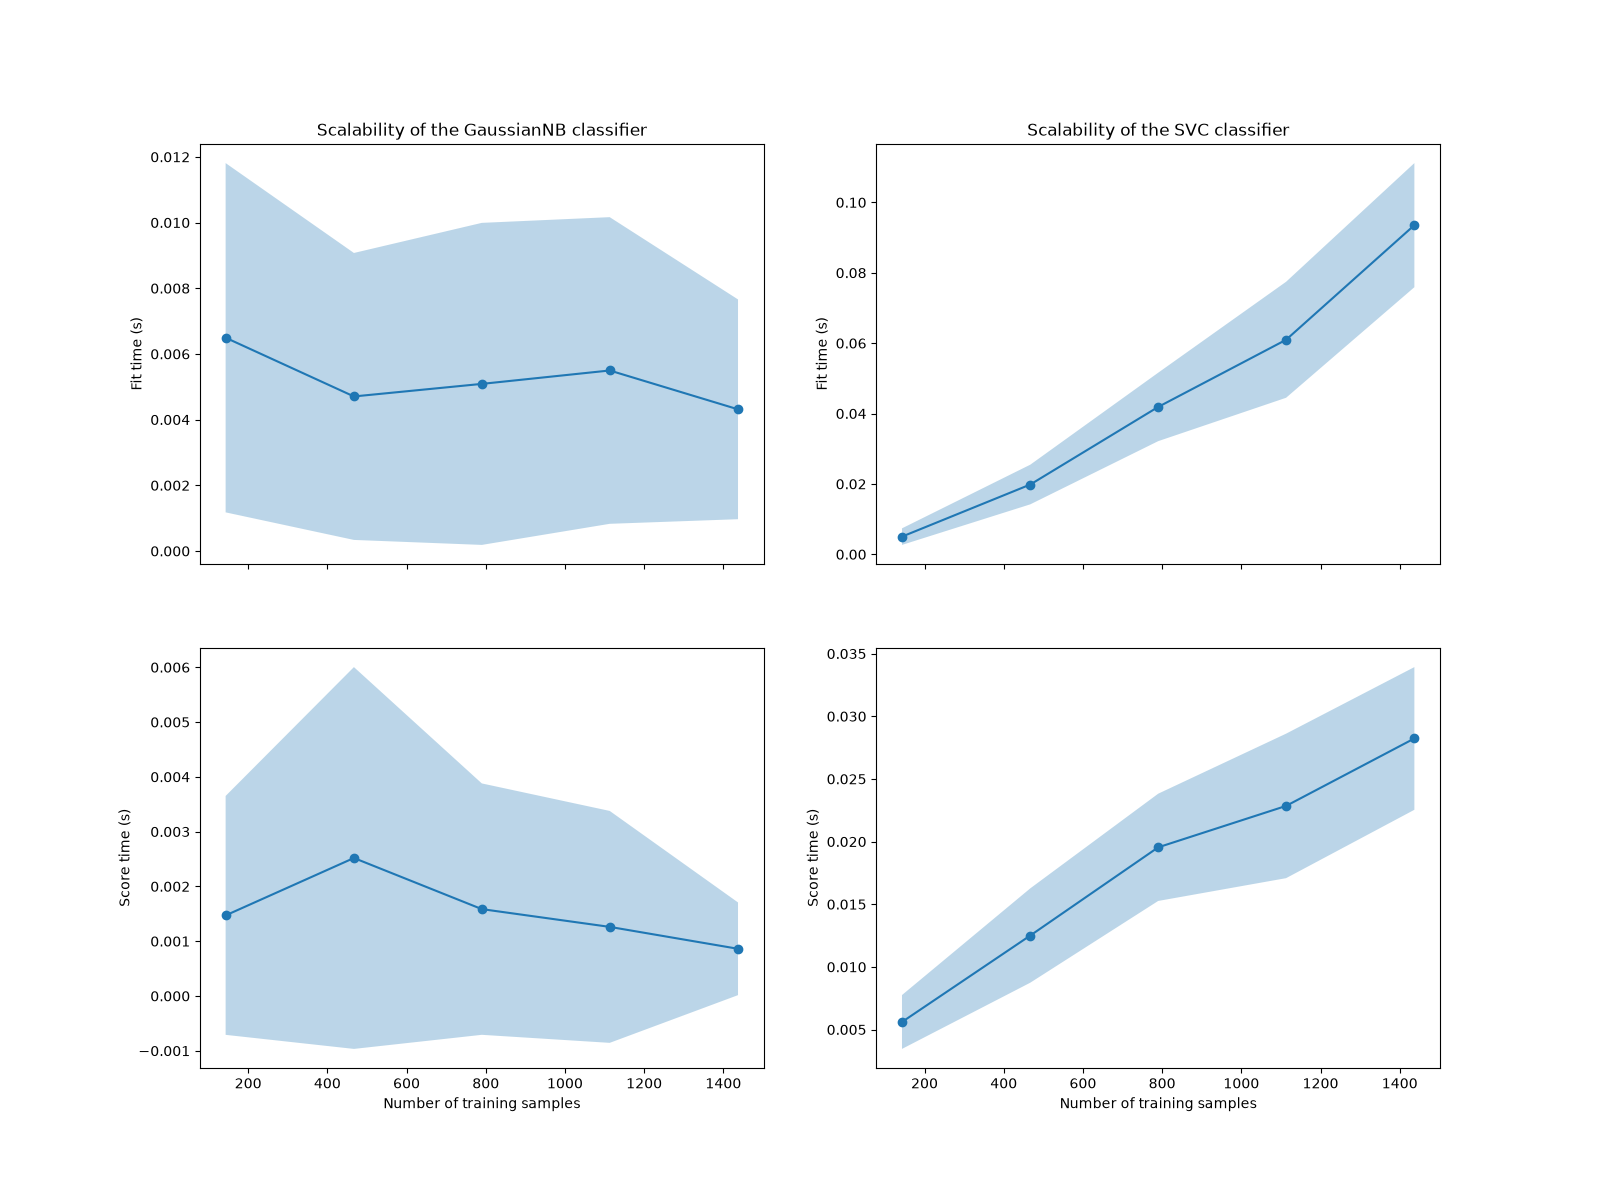 Scalability of the GaussianNB classifier
0.012
0.010
0.008
0.006
0.004
0.002
0.000
Fit time (s)
Scalability of the SVC classifier
0.10
0.08
0.06
0.04
0.02
0.00
Fit time (s)
0.006
0.005
0.004
0.003
0.002
0.001
0.000
−0.001
Score time (s)
200 400 600 800 1000 1200 1400
Number of training samples
0.035
0.030
0.025
0.020
0.015
0.010
0.005
Score time (s)
200 400 600 800 1000 1200 1400
Number of training samples